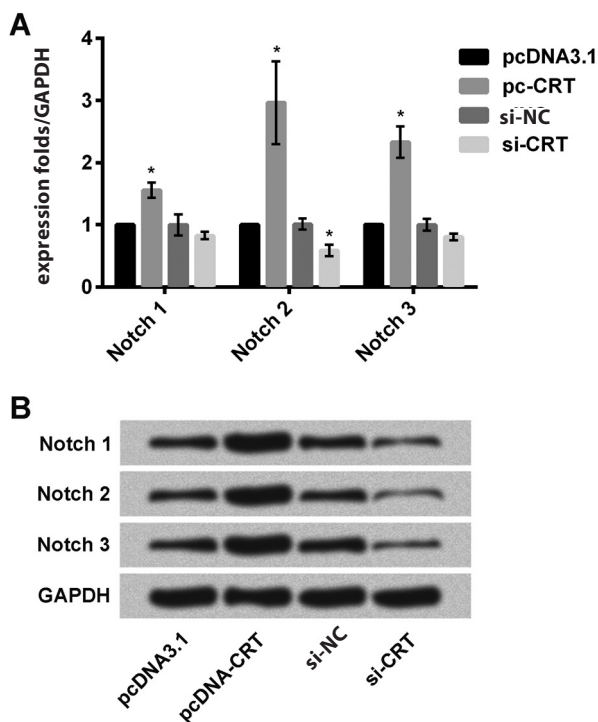 A
expression folds/GAPDH
4
3
2
1
0
*
*
*
*
pcDNA3.1
pc-CRT
si-NC
si-CRT
Notch 1
Notch 2
Notch 3
B
Notch 1
Notch 2
Notch 3
GAPDH
pcDNA3.1
pcDNA-CRT
si-NC
si-CRT